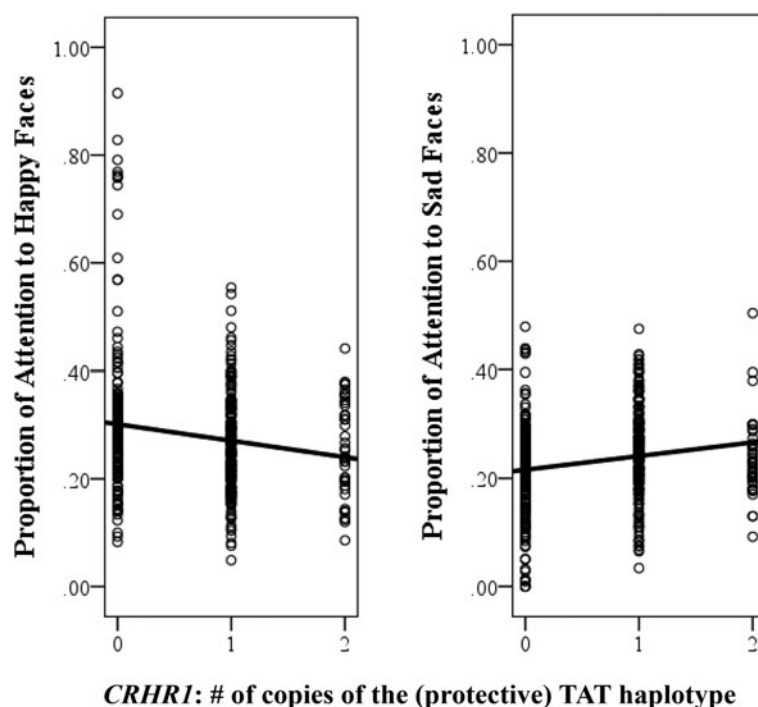 Proportion of Attention to Happy Faces
1.00
.80
.60
.40
.20
.00
0 1 2
Proportion of Attention to Sad Faces
1.00
.80
.60
.40
.20
.00
0 1 2
CRHR1: # of copies of the (protective) TAT haplotype